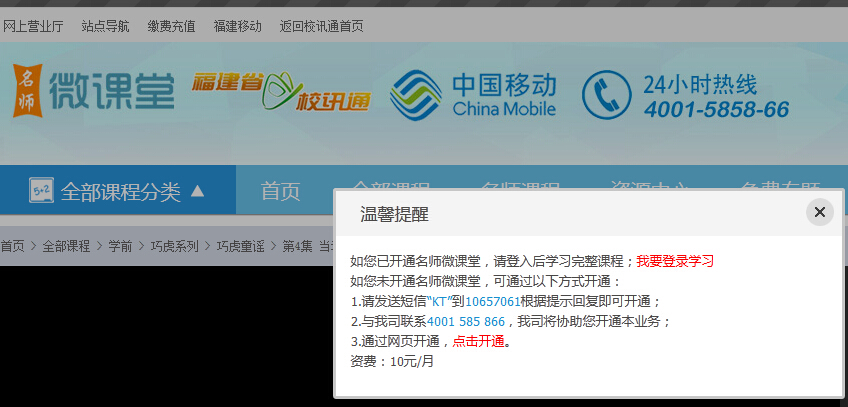 网上营业厅 站点导航 缴费充值 福建移动 返回校讯通首页
名师 微课堂 福建省校讯通 中国移动 China Mobile 24小时热线 4001-5858-66
5+2 全部课程分类 首页 全部课程 名师课程 资源中心 免费专题
温馨提醒
首页 > 全部课程 > 学前 > 巧虎系列 > 巧虎童谣 > 第4集
如您已开通名师微课堂，请登入后学习完整课程；我要登录学习
如您未开通名师微课堂，可通过以下方式开通：
1.请发送短信“KT”到10657061根据提示回复即可开通；
2.与我司联系4001 585 866，我司将协助您开通本业务；
3.通过网页开通，点击开通。
资费：10元/月